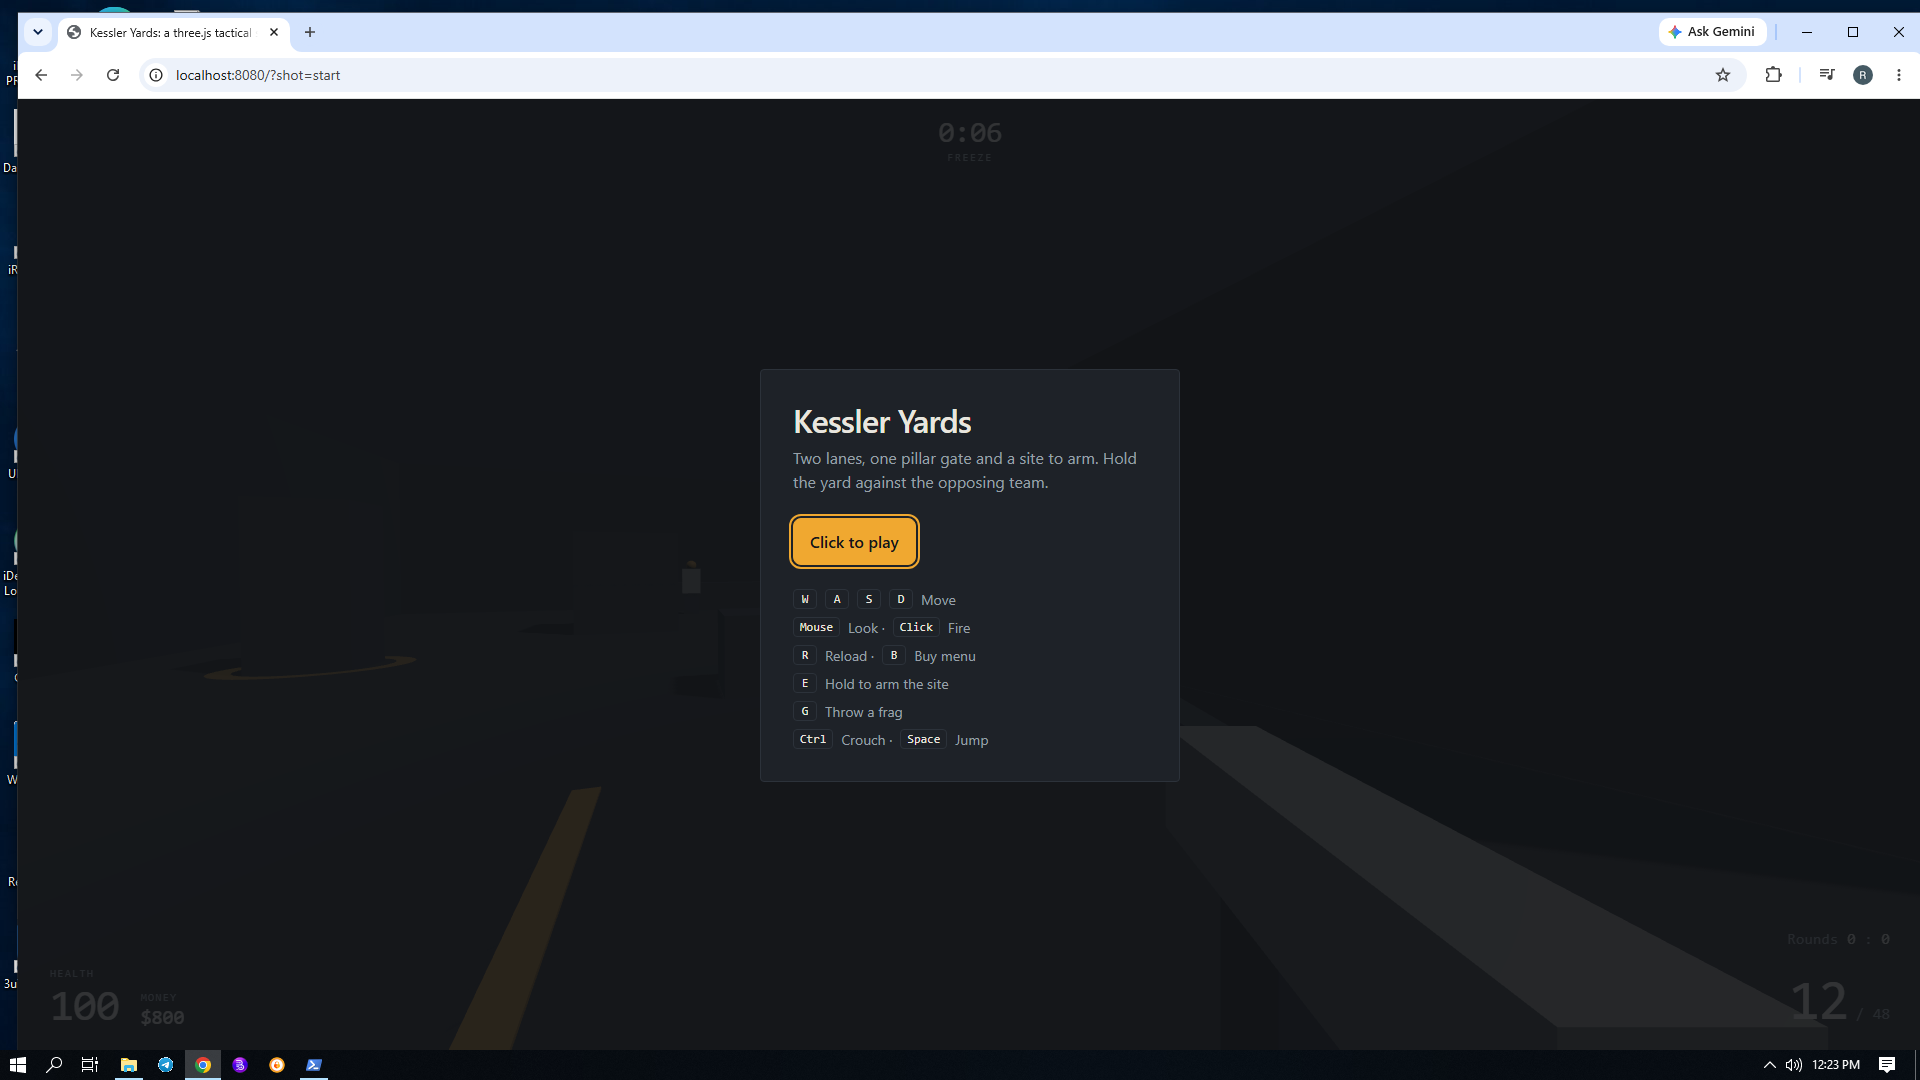 Kessler Yards: a three.js tactical
Ask Gemini
localhost:8080/?shot=start
R
0:06
FREEZE
Kessler Yards
Two lanes, one pillar gate and a site to arm. Hold
the yard against the opposing team.
Click to play
W A S D Move
Mouse Look · Click Fire
R Reload · B Buy menu
E Hold to arm the site
G Throw a frag
Ctrl Crouch · Space Jump
HEALTH
100
MONEY
$800
Rounds 0 : 0
12 / 48
12:23 PM